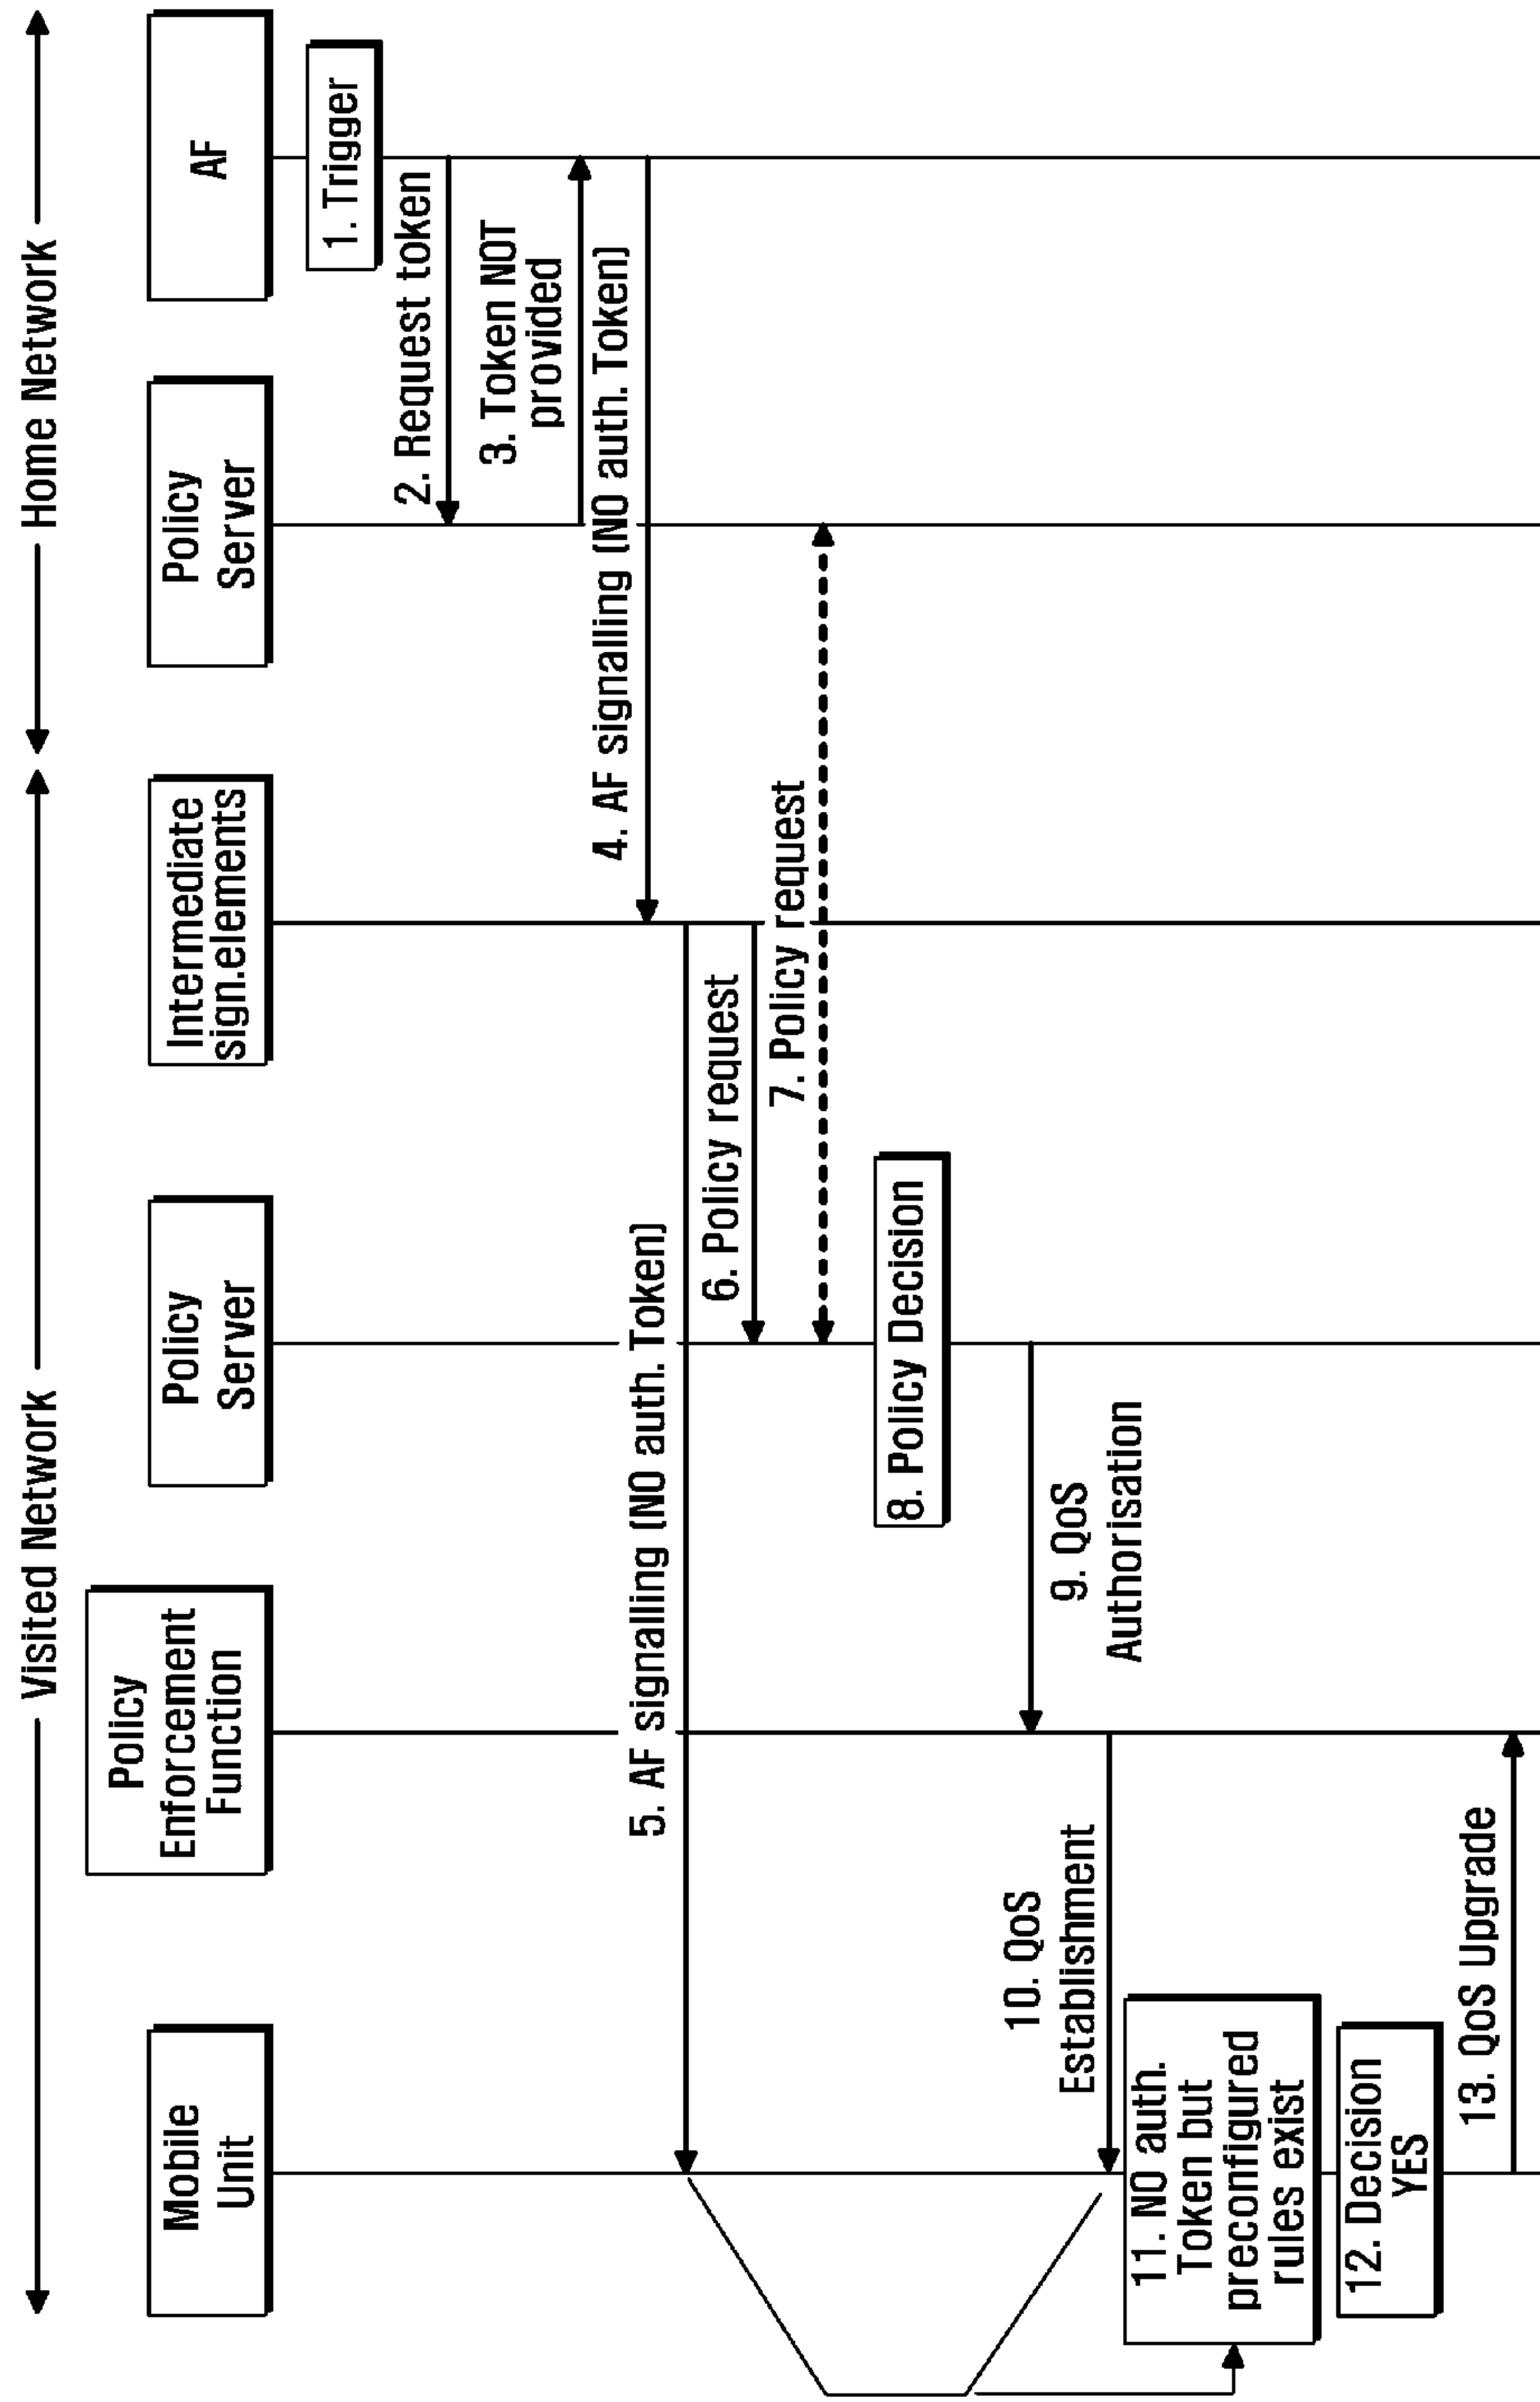 Visited Network
Home Network
Mobile
Unit
Policy
Enforcement
Function
Policy
Server
Intermediate
sign.elements
Policy
Server
AF
1. Trigger
2. Request token
3. Token NOT
provided
4. AF signalling (NO auth. Token)
5. AF signalling (NO auth. Token)
6. Policy request
7. Policy request
8. Policy Decision
9. QoS
Authorisation
10. QoS
Establishment
11. NO auth.
Token but
preconfigured
rules exist
12. Decision
YES
13. QoS Upgrade